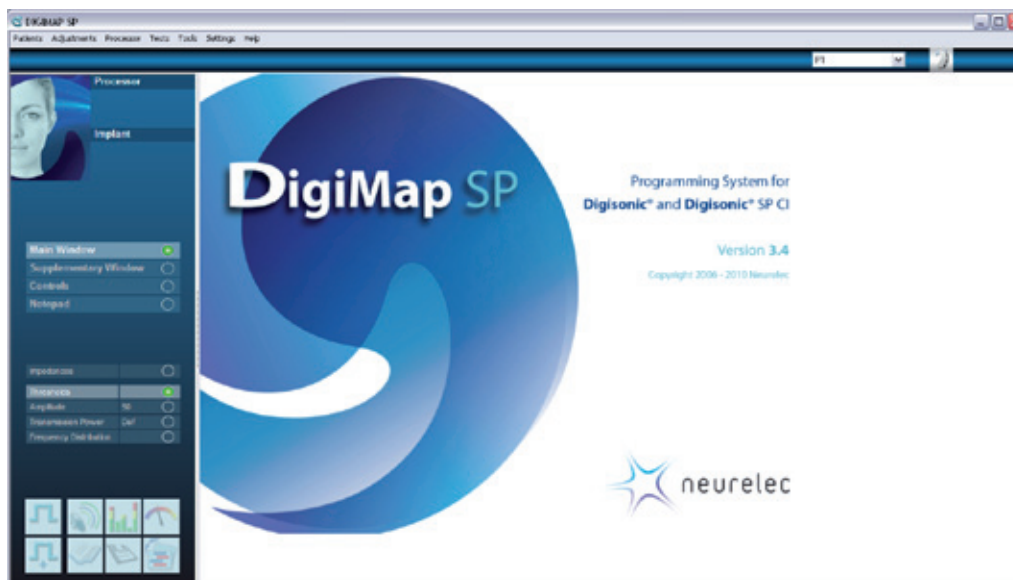 DIGIMAP SP
Patients Adjustments Processor Tests Tools Settings Help
P1
Processor
Implant
DigiMap SP
Programming System for
Digisonic® and Digisonic® SP CI
Version 3.4
Copyright 2006 - 2010 Neurelec
Main Window
Supplementary Window
Controls
Notepad
Impedances
Thresholds
Amplitude 50
Transmission Power Def
Frequency Distribution
neurelec